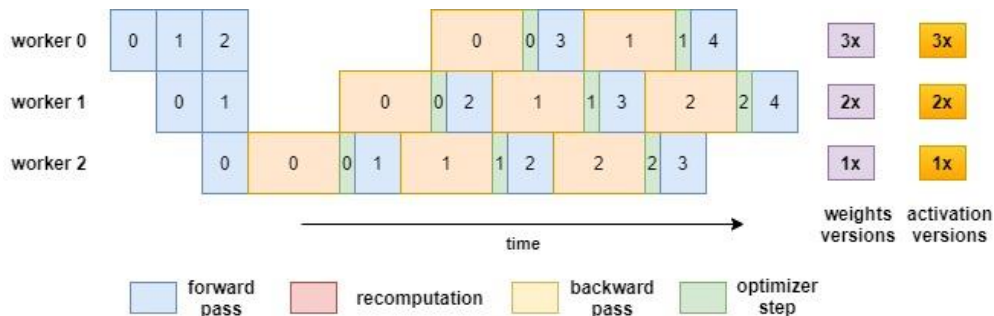 worker 0 0 1 2 0 0 3 1 1 4 3x 3x
worker 1 0 1 0 0 2 1 1 3 2 2 4 2x 2x
worker 2 0 0 0 1 1 1 2 2 2 3 1x 1x
time
weights versions
activation versions
forward pass
recomputation
backward pass
optimizer step